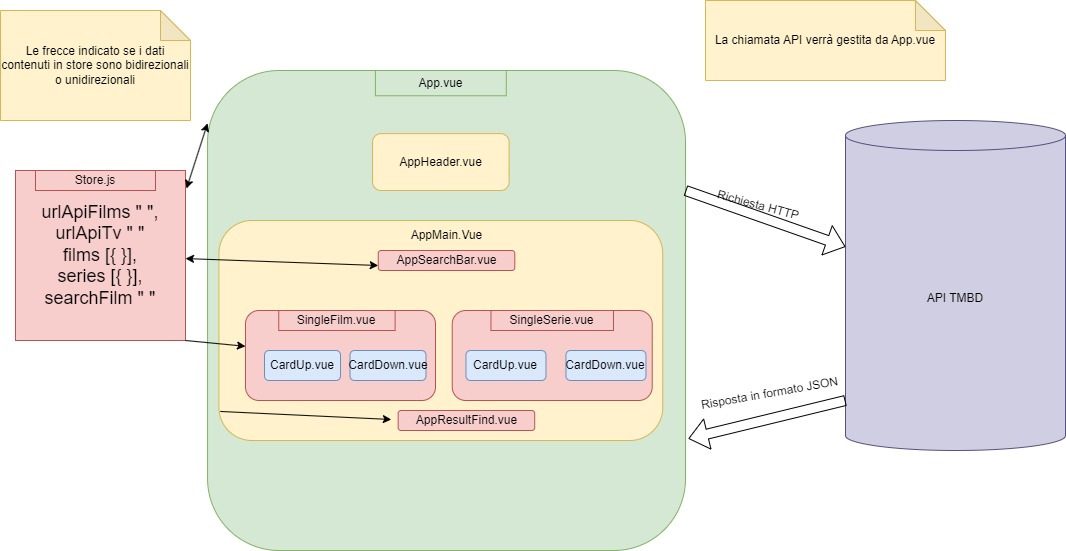 Le frecce indicato se i dati
contenuti in store sono bidirezionali
o unidirezionali
La chiamata API verrà gestita da App.vue
App.vue
AppHeader.vue
Store.js
urlApiFilms " ",
urlApiTv " "
films [{ }],
series [{ }],
searchFilm " "
AppMain.Vue
AppSearchBar.vue
SingleFilm.vue
CardUp.vue
CardDown.vue
SingleSerie.vue
CardUp.vue
CardDown.vue
AppResultFind.vue
Richiesta HTTP
API TMBD
Risposta in formato JSON